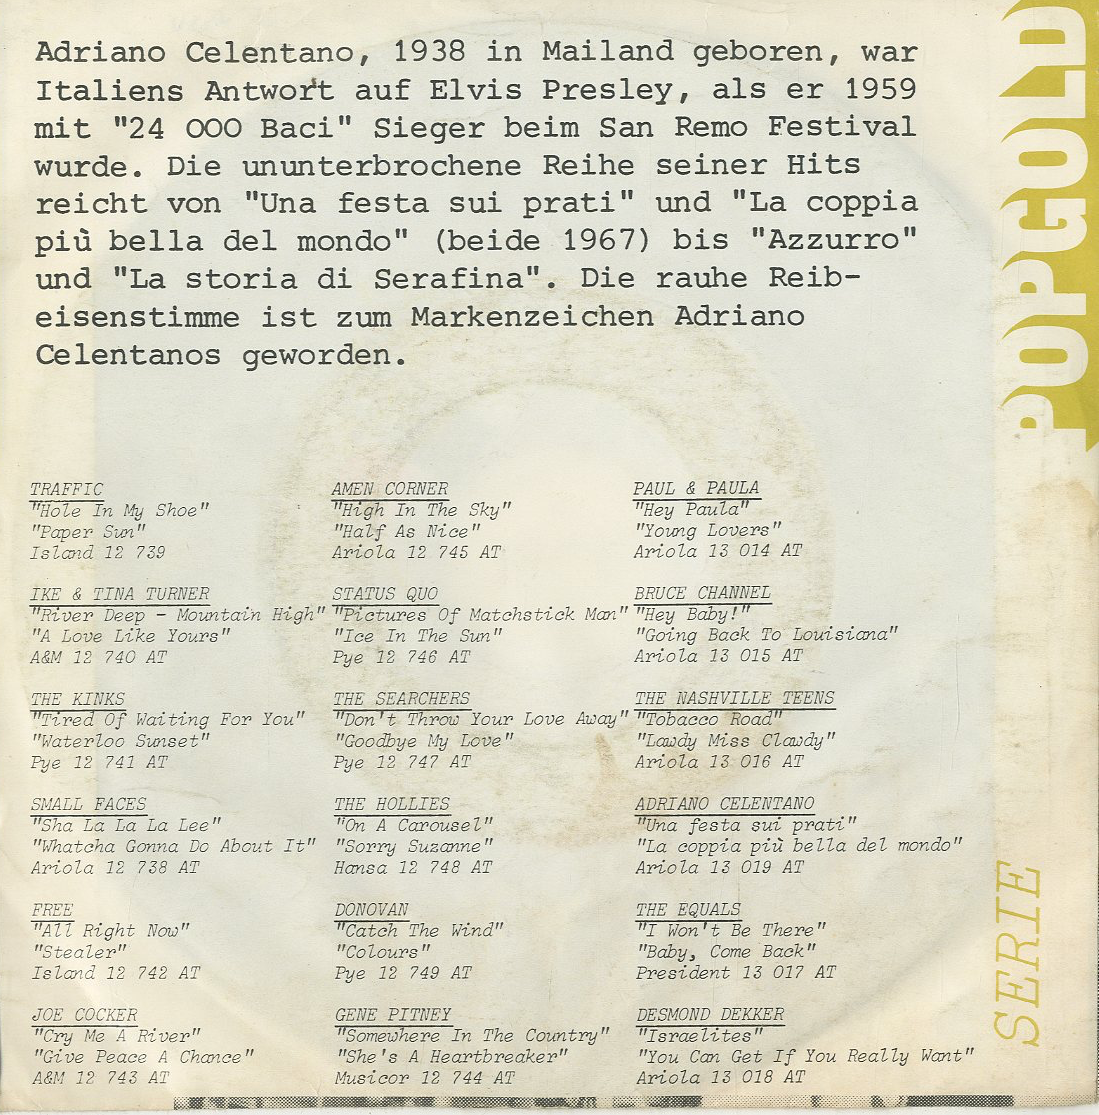 Adriano Celentano, 1938 in Mailand geboren, war
Italiens Antwort auf Elvis Presley, als er 1959
mit "24 000 Baci" Sieger beim San Remo Festival
wurde. Die ununterbrochene Reihe seiner Hits
reicht von "Una festa sui prati" und "La coppia
più bella del mondo" (beide 1967) bis "Azzurro"
und "La storia di Serafina". Die rauhe Reib-
eisenstimme ist zum Markenzeichen Adriano
Celentanos geworden.
TRAFFIC
"Hole In My Shoe"
"Paper Sun"
Island 12 739
IKE & TINA TURNER
"River Deep - Mountain High"
"A Love Like Yours"
A&M 12 740 AT
THE KINKS
"Tired Of Waiting For You"
"Waterloo Sunset"
Pye 12 741 AT
SMALL FACES
"Sha La La La Lee"
"Whatcha Gonna Do About It"
Ariola 12 738 AT
FREE
"All Right Now"
"Stealer"
Island 12 742 AT
JOE COCKER
"Cry Me A River"
"Give Peace A Chance"
A&M 12 743 AT
AMEN CORNER
"High In The Sky"
"Half As Nice"
Ariola 12 745 AT
STATUS QUO
"Pictures Of Matchstick Man"
"Ice In The Sun"
Pye 12 746 AT
THE SEARCHERS
"Don't Throw Your Love Away"
"Goodbye My Love"
Pye 12 747 AT
THE HOLLIES
"On A Carousel"
"Sorry Suzanne"
Hansa 12 748 AT
DONOVAN
"Catch The Wind"
"Colours"
Pye 12 749 AT
GENE PITNEY
"Somewhere In The Country"
"She's A Heartbreaker"
Musicor 12 744 AT
PAUL & PAULA
"Hey Paula"
"Young Lovers"
Ariola 13 014 AT
BRUCE CHANNEL
"Hey Baby!"
"Going Back To Louisiana"
Ariola 13 015 AT
THE NASHVILLE TEENS
"Tobacco Road"
"Lawdy Miss Clawdy"
Ariola 13 016 AT
ADRIANO CELENTANO
"Una festa sui prati"
"La coppia più bella del mondo"
Ariola 13 019 AT
THE EQUALS
"I Won't Be There"
"Baby, Come Back"
President 13 017 AT
DESMOND DEKKER
"Israelites"
"You Can Get If You Really Want"
Ariola 13 018 AT
SERIE
POPGOLD